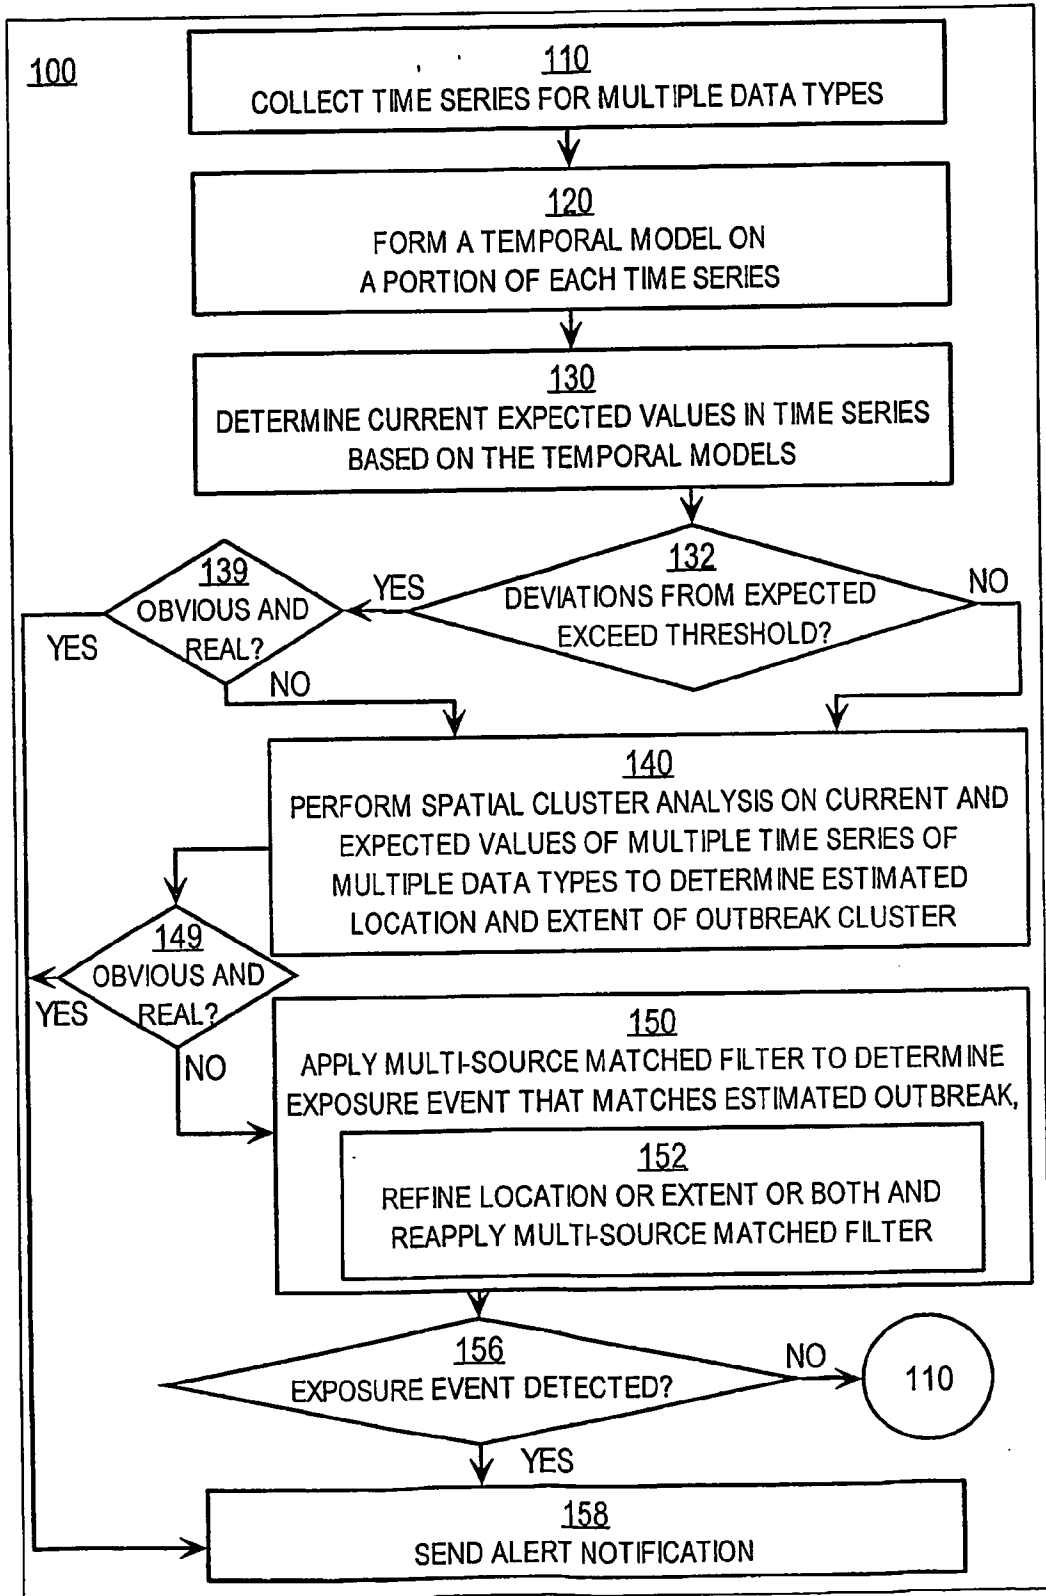 100
110
COLLECT TIME SERIES FOR MULTIPLE DATA TYPES
120
FORM A TEMPORAL MODEL ON
A PORTION OF EACH TIME SERIES
130
DETERMINE CURRENT EXPECTED VALUES IN TIME SERIES
BASED ON THE TEMPORAL MODELS
132
DEVIATIONS FROM EXPECTED
EXCEED THRESHOLD?
YES
NO
139
OBVIOUS AND
REAL?
YES
NO
140
PERFORM SPATIAL CLUSTER ANALYSIS ON CURRENT AND
EXPECTED VALUES OF MULTIPLE TIME SERIES OF
MULTIPLE DATA TYPES TO DETERMINE ESTIMATED
LOCATION AND EXTENT OF OUTBREAK CLUSTER
149
OBVIOUS AND
REAL?
YES
NO
150
APPLY MULTI-SOURCE MATCHED FILTER TO DETERMINE
EXPOSURE EVENT THAT MATCHES ESTIMATED OUTBREAK,
152
REFINE LOCATION OR EXTENT OR BOTH AND
REAPPLY MULTI-SOURCE MATCHED FILTER
156
EXPOSURE EVENT DETECTED?
NO
110
YES
158
SEND ALERT NOTIFICATION